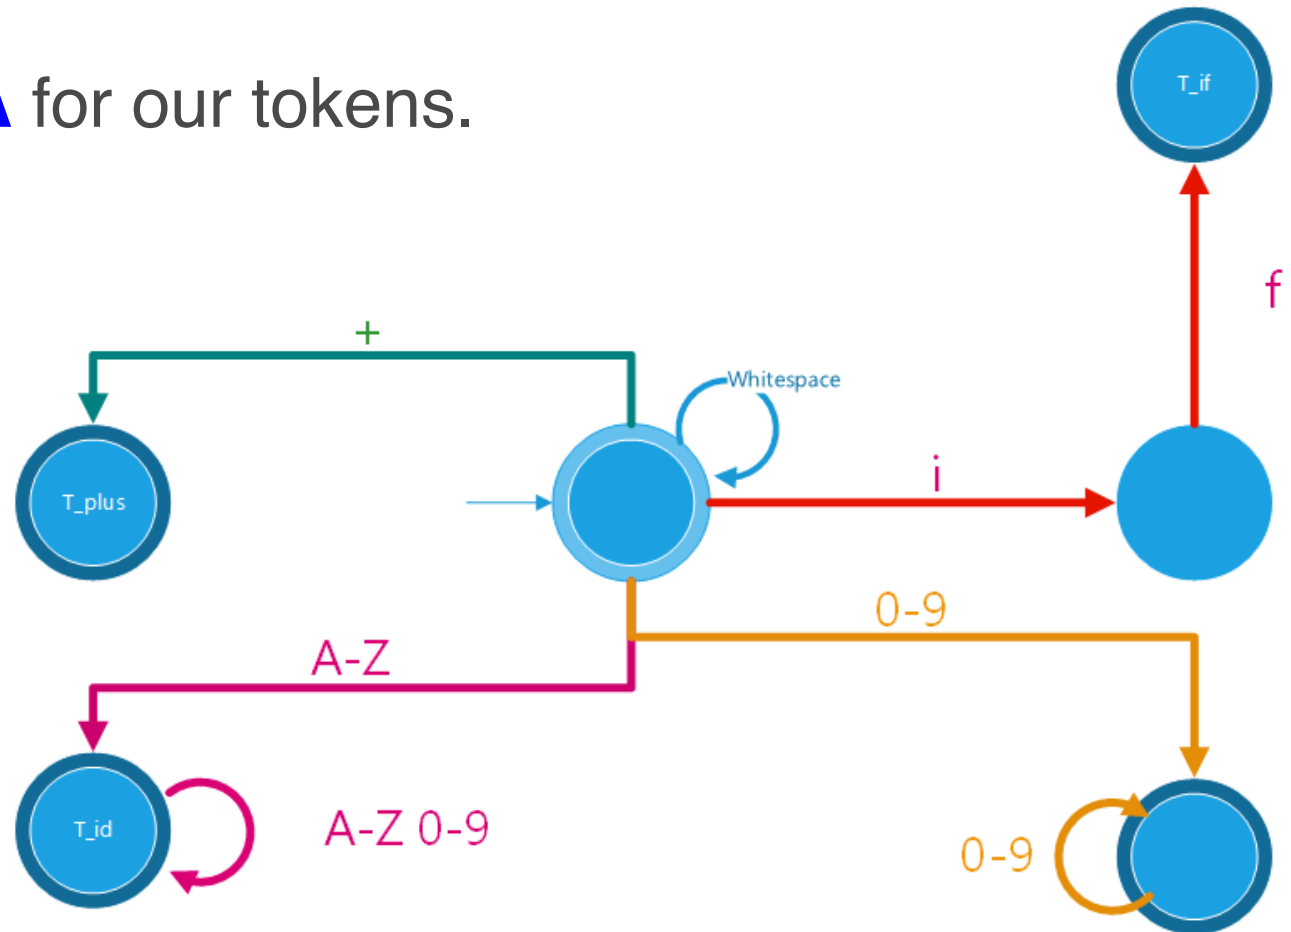 for our tokens.
T_if
f
+
Whitespace
i
T_plus
0-9
A-Z
T_id
A-Z 0-9
0-9